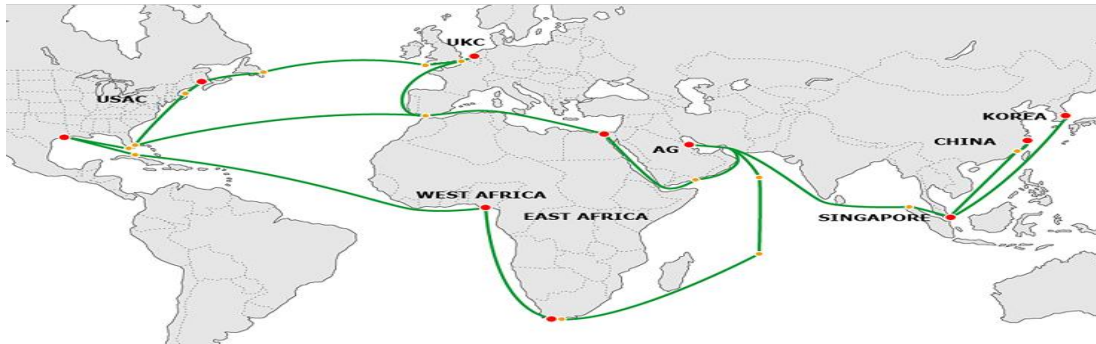 UKC
USAC
KOREA
CHINA
AG
WEST AFRICA
EAST AFRICA
SINGAPORE